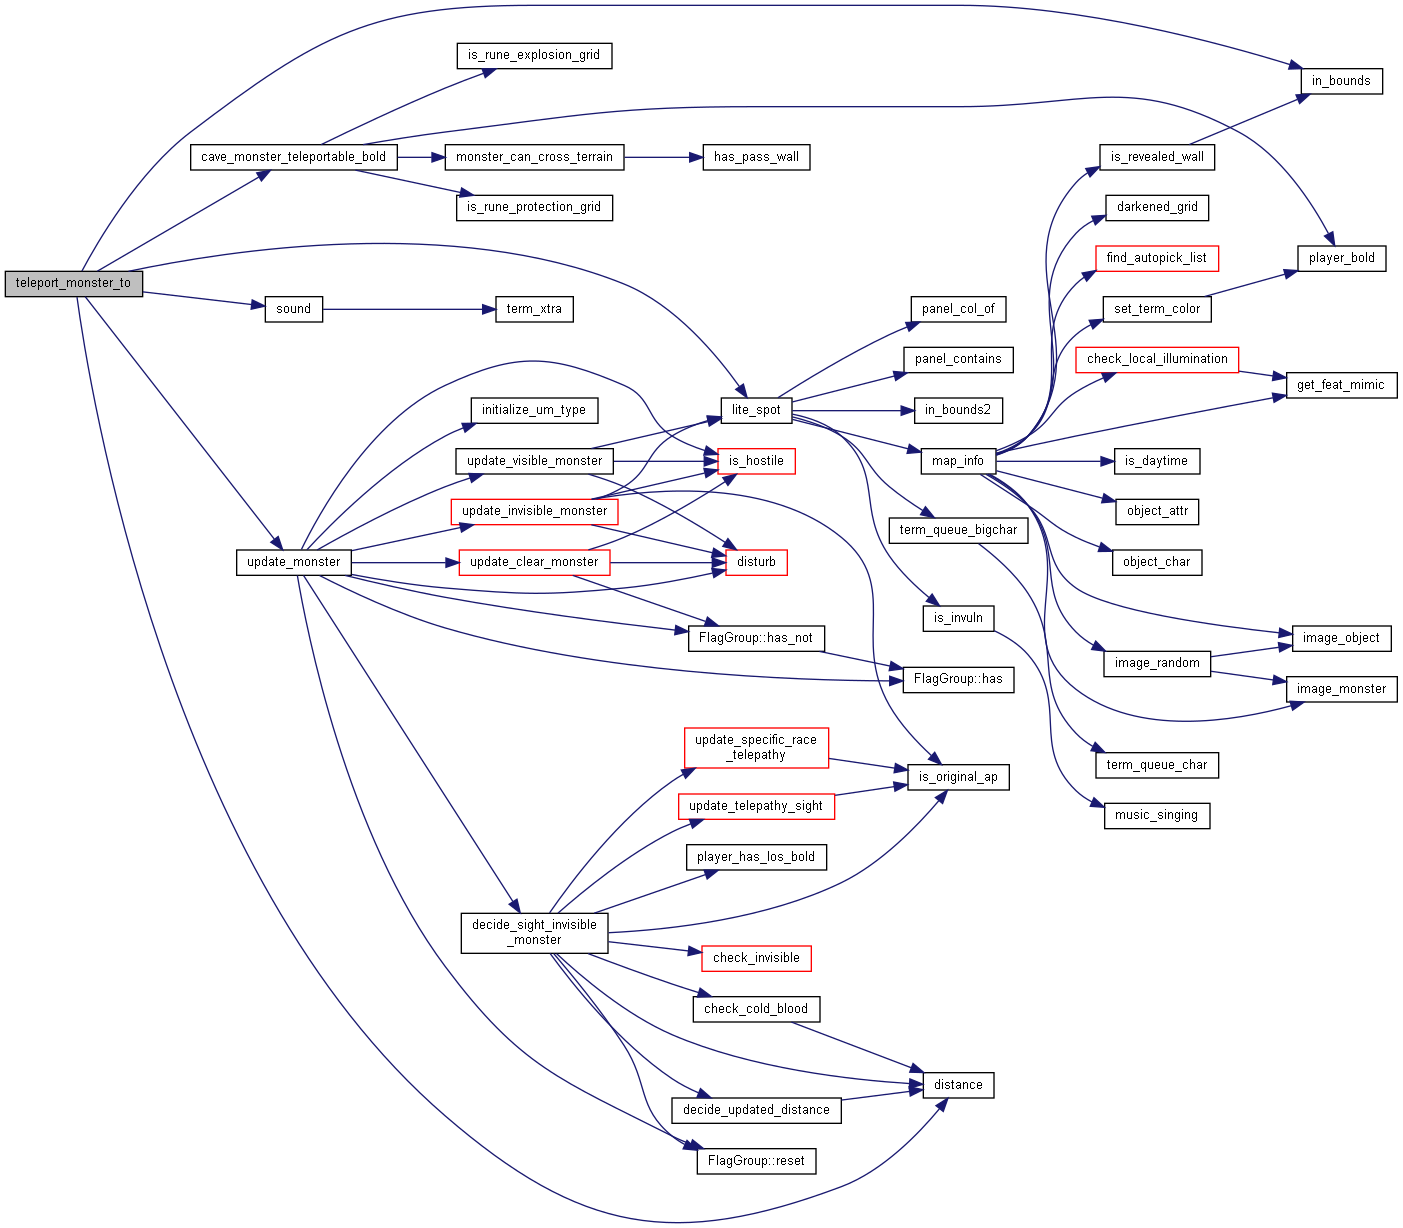 is_rune_explosion_grid
in_bounds
cave_monster_teleportable_bold
monster_can_cross_terrain
has_pass_wall
is_revealed_wall
is_rune_protection_grid
darkened_grid
find_autopick_list
player_bold
teleport_monster_to
sound
term_xtra
panel_col_of
set_term_color
panel_contains
check_local_illumination
get_feat_mimic
initialize_um_type
lite_spot
in_bounds2
update_visible_monster
is_hostile
map_info
is_daytime
update_invisible_monster
object_attr
term_queue_bigchar
update_monster
update_clear_monster
disturb
object_char
is_invuln
FlagGroup::has_not
image_object
image_random
FlagGroup::has
image_monster
update_specific_race
_telepathy
is_original_ap
term_queue_char
update_telepathy_sight
music_singing
player_has_los_bold
decide_sight_invisible
_monster
check_invisible
check_cold_blood
distance
decide_updated_distance
FlagGroup::reset